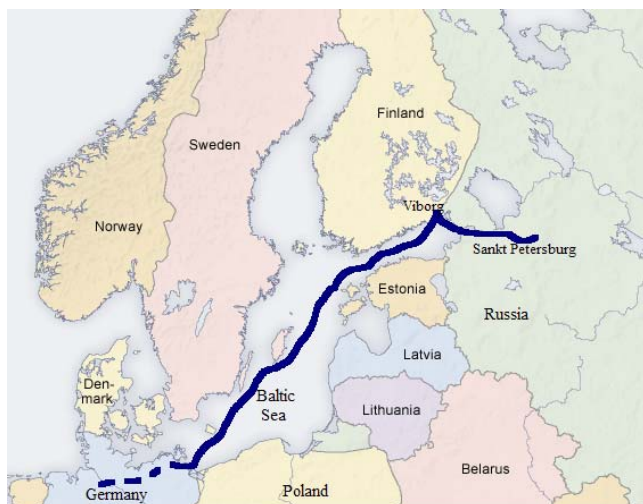 Finland
Sweden
Viborg
Norway
Sankt Petersburg
Estonia
Russia
Latvia
Den-
mark
Baltic
Sea
Lithuania
Belarus
Germany
Poland